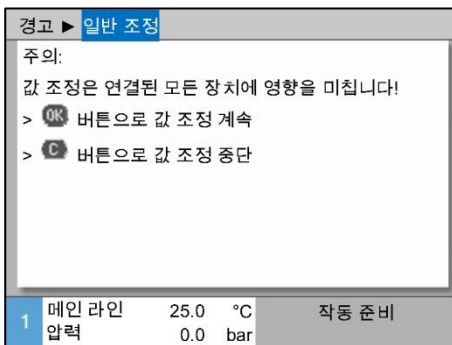 경고 ▶ 일반 조정
주의:
값 조정은 연결된 모든 장치에 영향을 미칩니다!
> OK 버튼으로 값 조정 계속
> C 버튼으로 값 조정 중단
1 메인 라인 25.0 °C 작동 준비
압력 0.0 bar